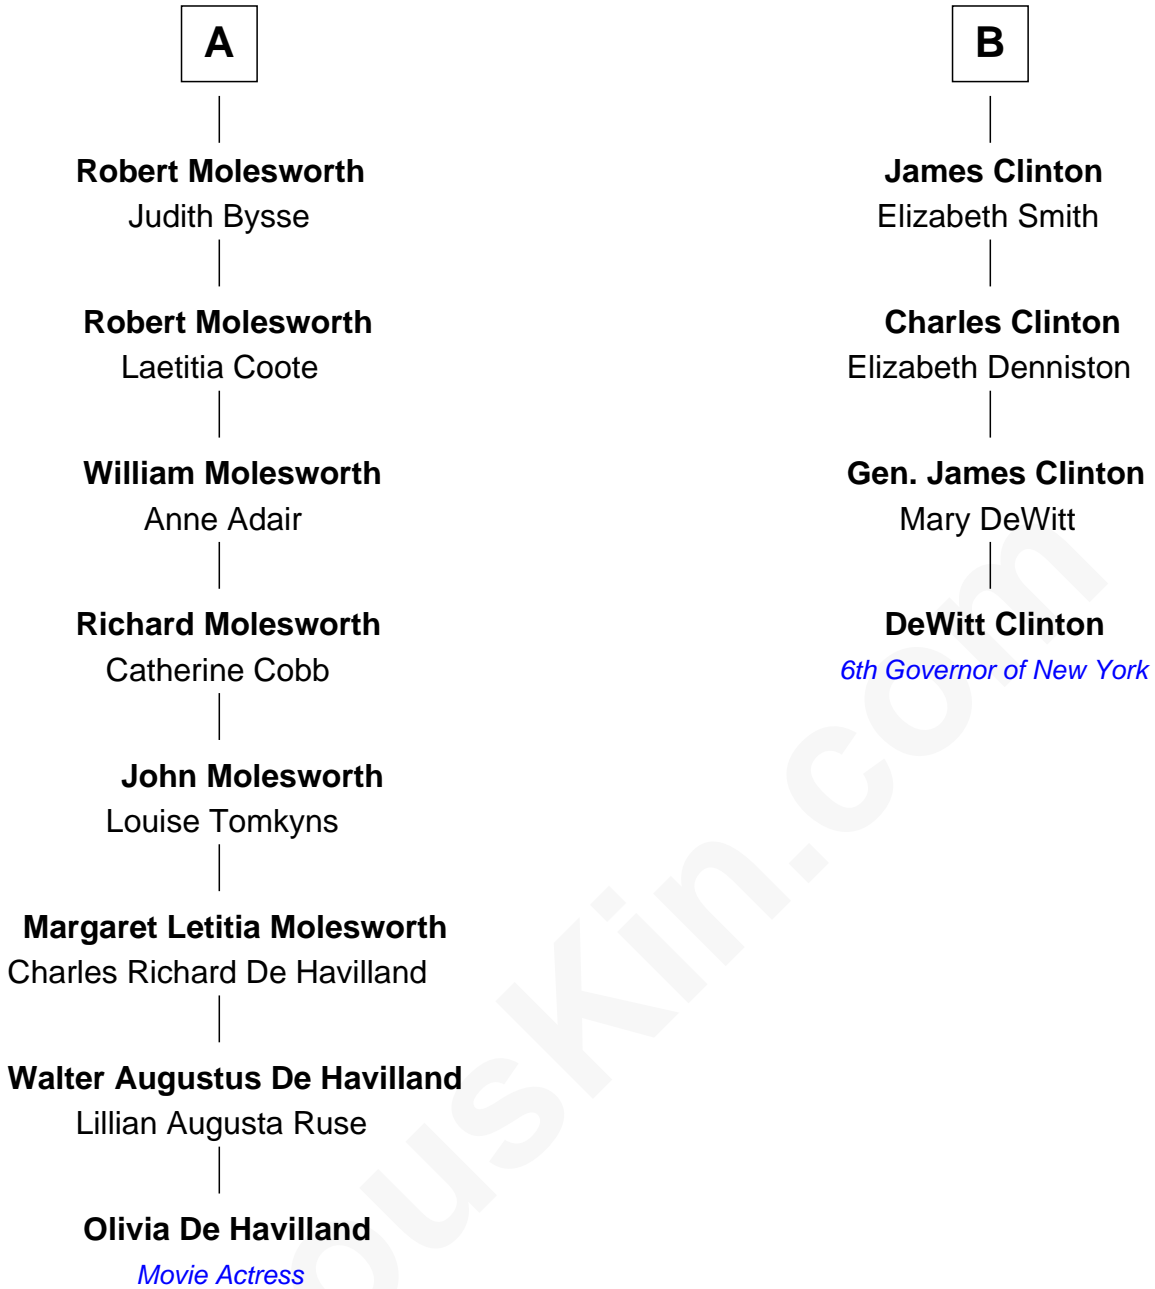 A
Robert Molesworth
Judith Bysse
Robert Molesworth
Laetitia Coote
William Molesworth
Anne Adair
Richard Molesworth
Catherine Cobb
John Molesworth
Louise Tomkyns
Margaret Letitia Molesworth
Charles Richard De Havilland
Walter Augustus De Havilland
Lillian Augusta Ruse
Olivia De Havilland
Movie Actress
B
James Clinton
Elizabeth Smith
Charles Clinton
Elizabeth Denniston
Gen. James Clinton
Mary DeWitt
DeWitt Clinton
6th Governor of New York
ousKin.com